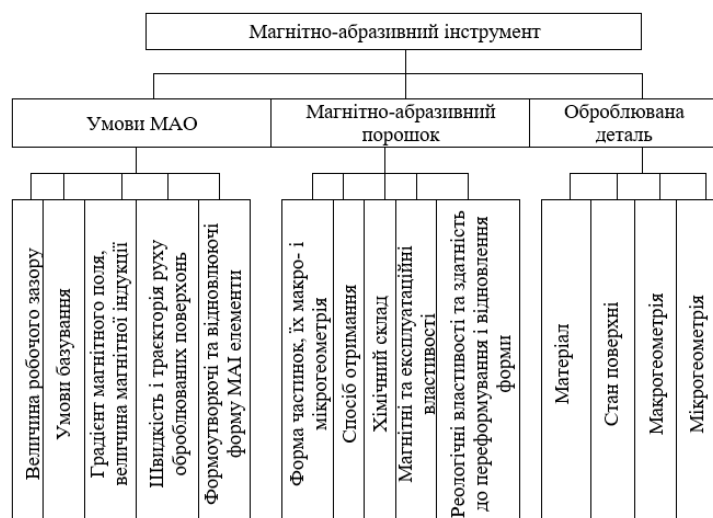 Магнітно-абразивний інструмент
Умови МАО
Магнітно-абразивний
порошок
Оброблювана
деталь
Величина робочого зазору
Умови базування
Градієнт магнітного поля,
величина магнітної індукції
Швидкість і траєкторія руху
оброблюваних поверхонь
Формоутворюючі та відновлюючі
форму МАІ елементи
Форма частинок, їх макро- і
мікрогеометрія
Спосіб отримання
Хімічний склад
Магнітні та експлуатаційні
властивості
Реологічні властивості та здатність
до переформування і відновлення
форми
Матеріал
Стан поверхні
Макрогеометрія
Мікрогеометрія